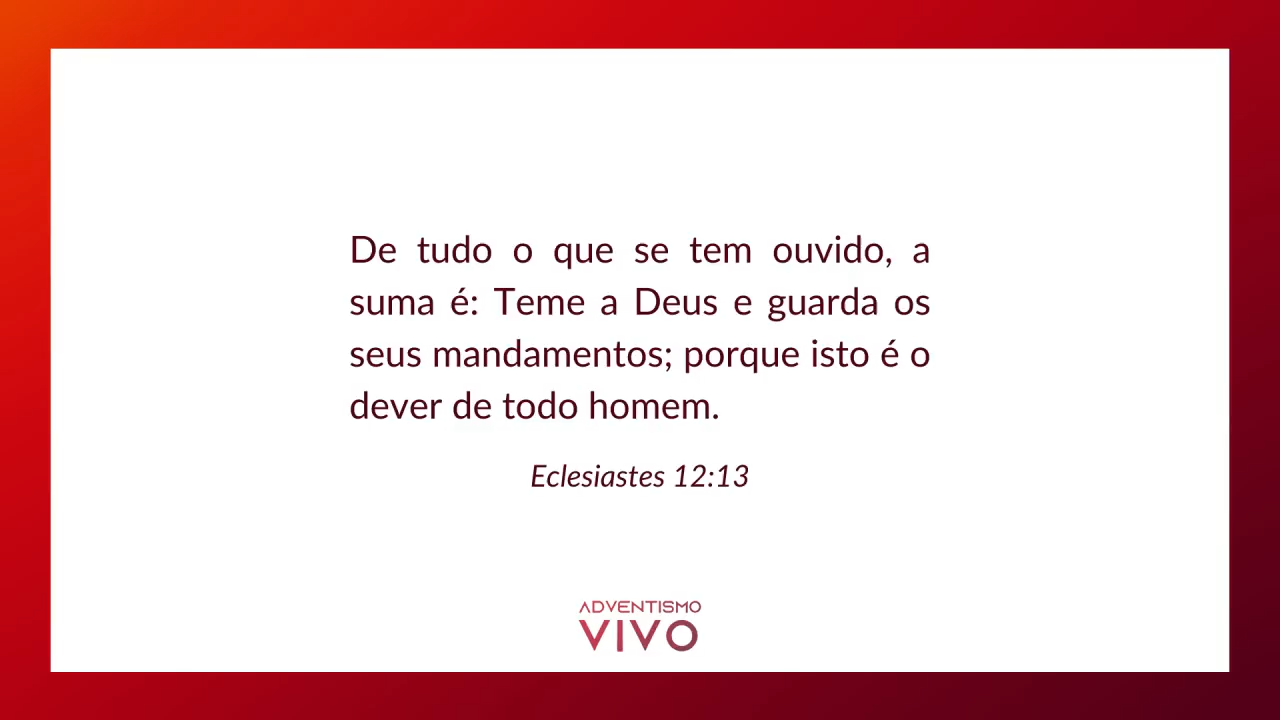 De tudo o que se tem ouvido, a
suma é: Teme a Deus e guarda os
seus mandamentos; porque isto é o
dever de todo homem.
Eclesiastes 12:13
ADVENTISMO
VIVO